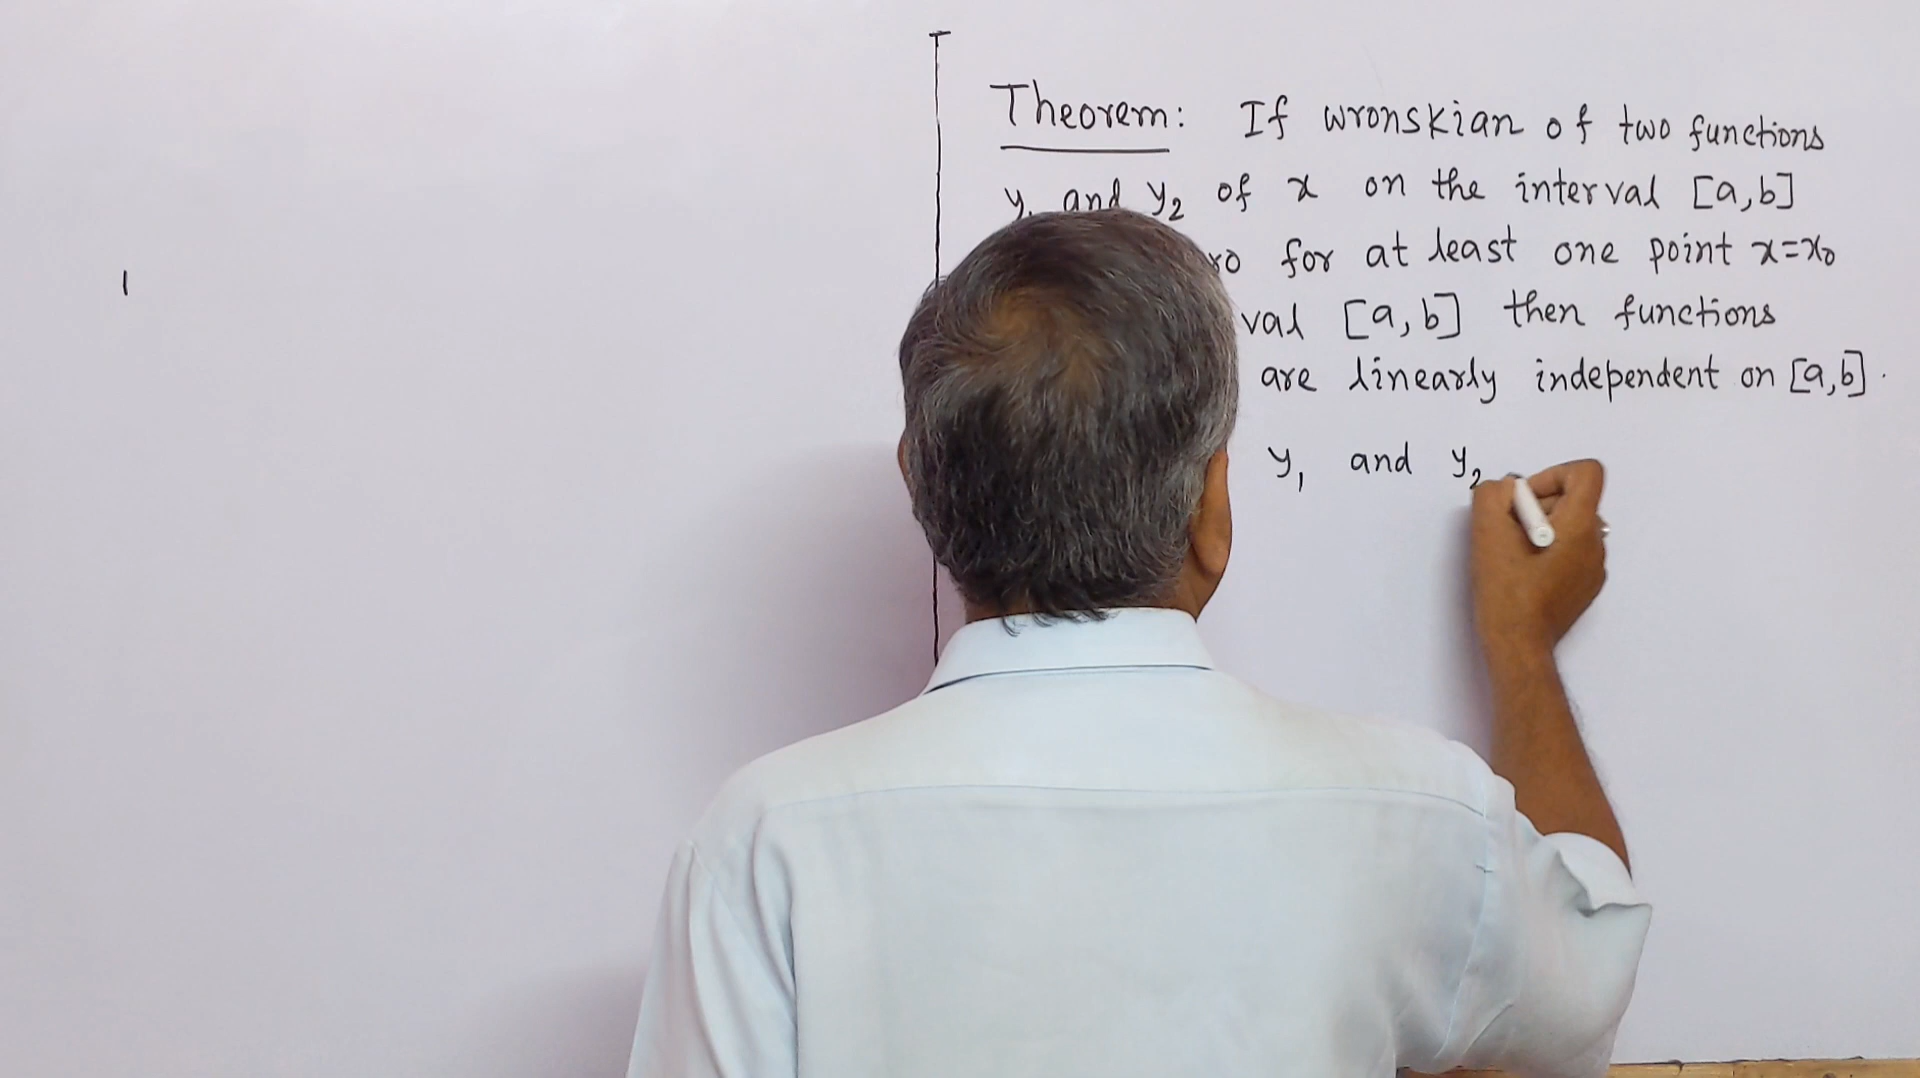 Theorem: If wronskian of two functions
y₁ and y₂ of x on the interval [a,b]
for at least one point x=x₀
[a,b] then functions
are linearly independent on [a,b].
y₁ and y₂